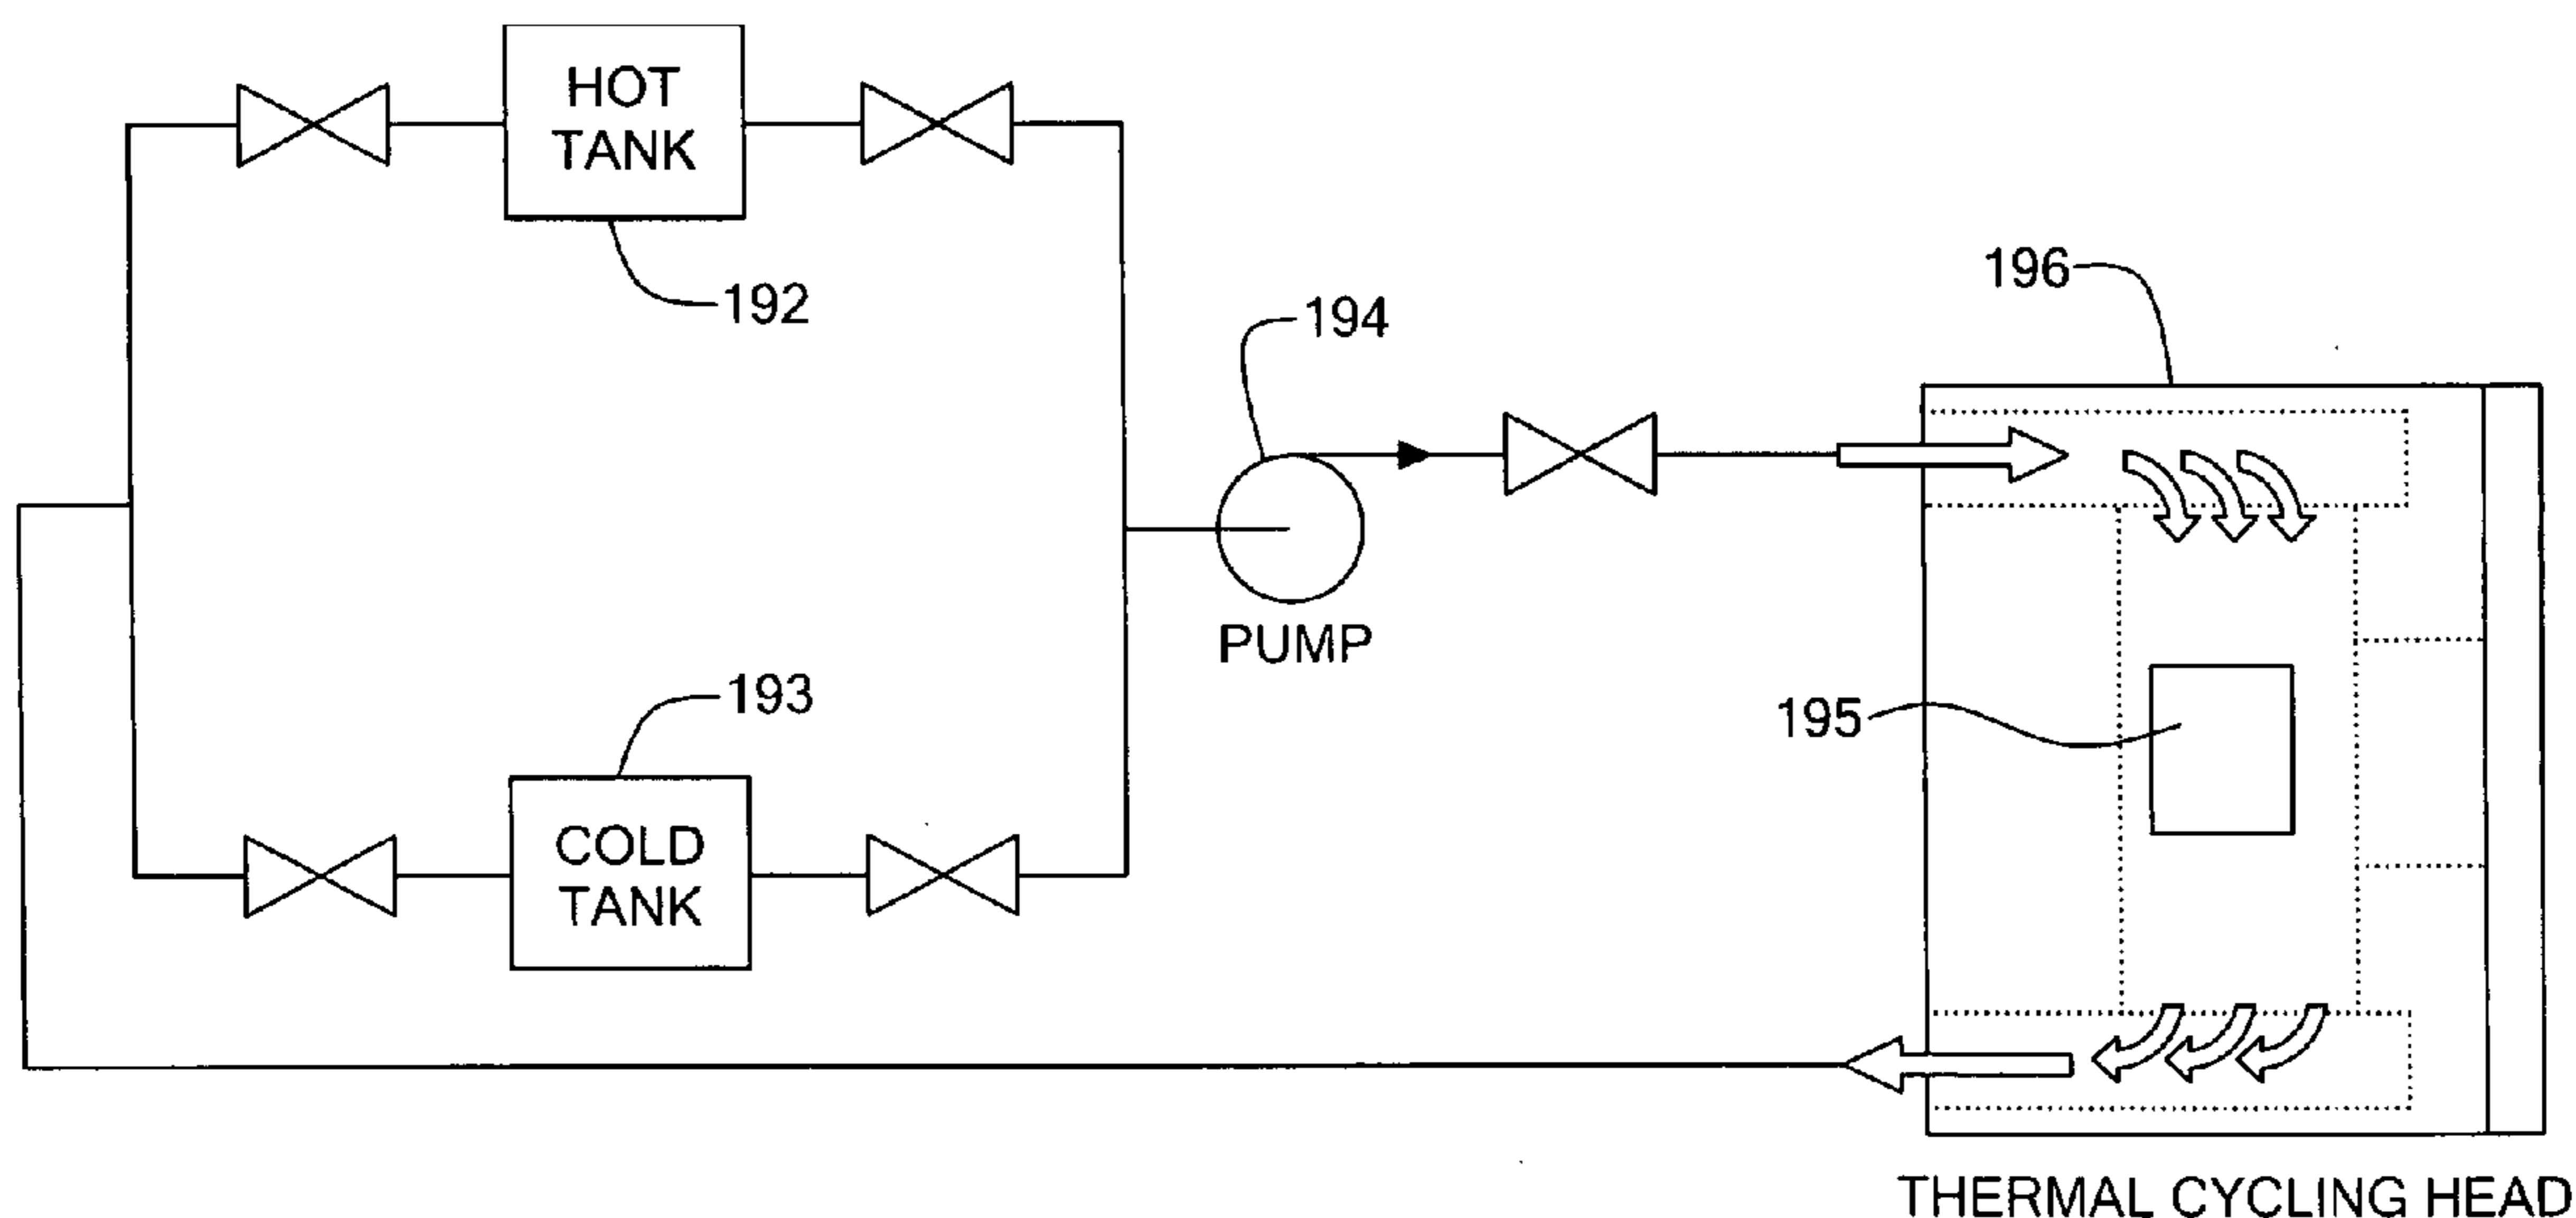 HOT
TANK
192
194
196
PUMP
193
195
COLD
TANK
THERMAL CYCLING HEAD